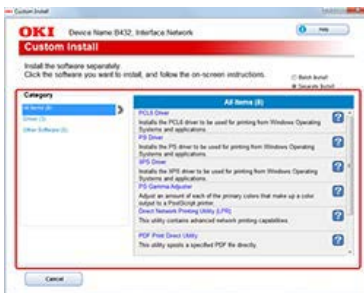 Custom Install
OKI Device Name:B432, Interface:Network
Help
Custom Install
Install the software separately.
Click the software you want to install, and follow the on-screen instructions.
Batch Install
Separate Install
Category
All Items (8)
Driver (3)
Other Software (5)
All Items (8)
PCL6 Driver
Installs the PCL6 driver to be used for printing from Windows Operating
Systems and applications.
PS Driver
Installs the PS driver to be used for printing from Windows Operating
Systems and applications.
XPS Driver
Installs the XPS driver to be used for printing from Windows Operating
Systems and applications.
PS Gamma Adjuster
Adjust an amount of each of the primary colors that make up a color
output to a PostScript printer.
Direct Network Printing Utility (LPR)
This utility contains advanced network printing capabilities.
PDF Print Direct Utility
This utility spools a specified PDF file directly.
Cancel